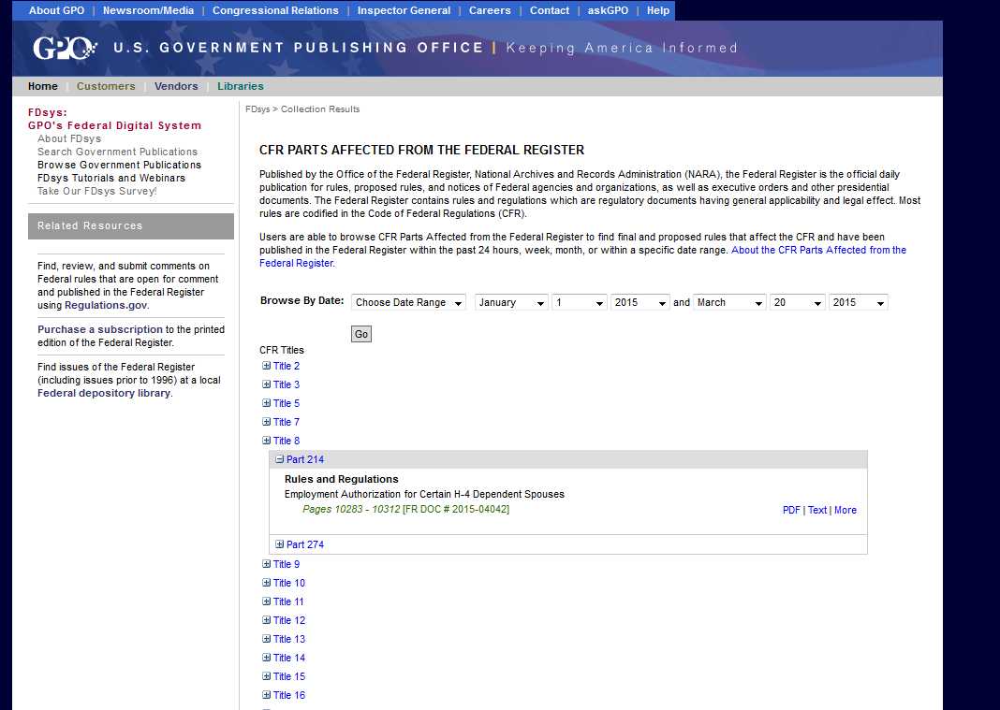 About GPO | Newsroom/Media | Congressional Relations | Inspector General | Careers | Contact | askGPO | Help
GPO U.S. GOVERNMENT PUBLISHING OFFICE | Keeping America Informed
Home | Customers | Vendors | Libraries
FDsys:
GPO's Federal Digital System
About FDsys
Search Government Publications
Browse Government Publications
FDsys Tutorials and Webinars
Take Our FDsys Survey!
Related Resources
Find, review, and submit comments on
Federal rules that are open for comment
and published in the Federal Register
using Regulations.gov.
Purchase a subscription to the printed
edition of the Federal Register.
Find issues of the Federal Register
(including issues prior to 1996) at a local
Federal depository library.
FDsys > Collection Results
CFR PARTS AFFECTED FROM THE FEDERAL REGISTER
Published by the Office of the Federal Register, National Archives and Records Administration (NARA), the Federal Register is the official daily
publication for rules, proposed rules, and notices of Federal agencies and organizations, as well as executive orders and other presidential
documents. The Federal Register contains rules and regulations which are regulatory documents having general applicability and legal effect. Most
rules are codified in the Code of Federal Regulations (CFR).
Users are able to browse CFR Parts Affected from the Federal Register to find final and proposed rules that affect the CFR and have been
published in the Federal Register within the past 24 hours, week, month, or within a specific date range. About the CFR Parts Affected from the
Federal Register.
Browse By Date: Choose Date Range January 1 2015 and March 20 2015
Go
CFR Titles
Title 2
Title 3
Title 5
Title 7
Title 8
Part 214
Rules and Regulations
Employment Authorization for Certain H-4 Dependent Spouses
Pages 10283 - 10312 [FR DOC # 2015-04042] PDF | Text | More
Part 274
Title 9
Title 10
Title 11
Title 12
Title 13
Title 14
Title 15
Title 16